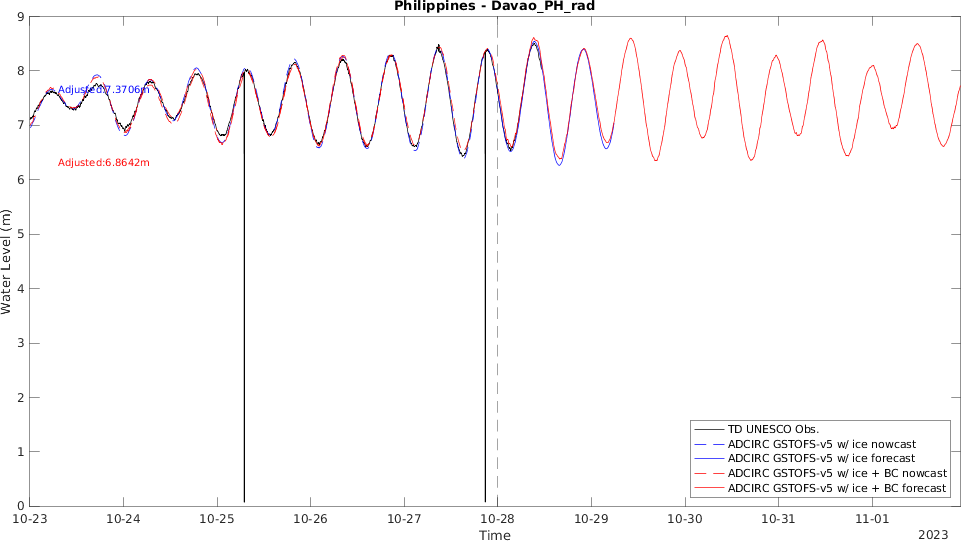 Philippines - Davao_PH_rad
9
8
7
6
5
4
3
2
1
0
Water Level (m)
Adjusted:7.3706m
Adjusted:6.8642m
TD UNESCO Obs.
ADCIRC GSTOFS-v5 w/ ice nowcast
ADCIRC GSTOFS-v5 w/ ice forecast
ADCIRC GSTOFS-v5 w/ ice + BC nowcast
ADCIRC GSTOFS-v5 w/ ice + BC forecast
10-23 10-24 10-25 10-26 10-27 10-28 10-29 10-30 10-31 11-01
Time
2023